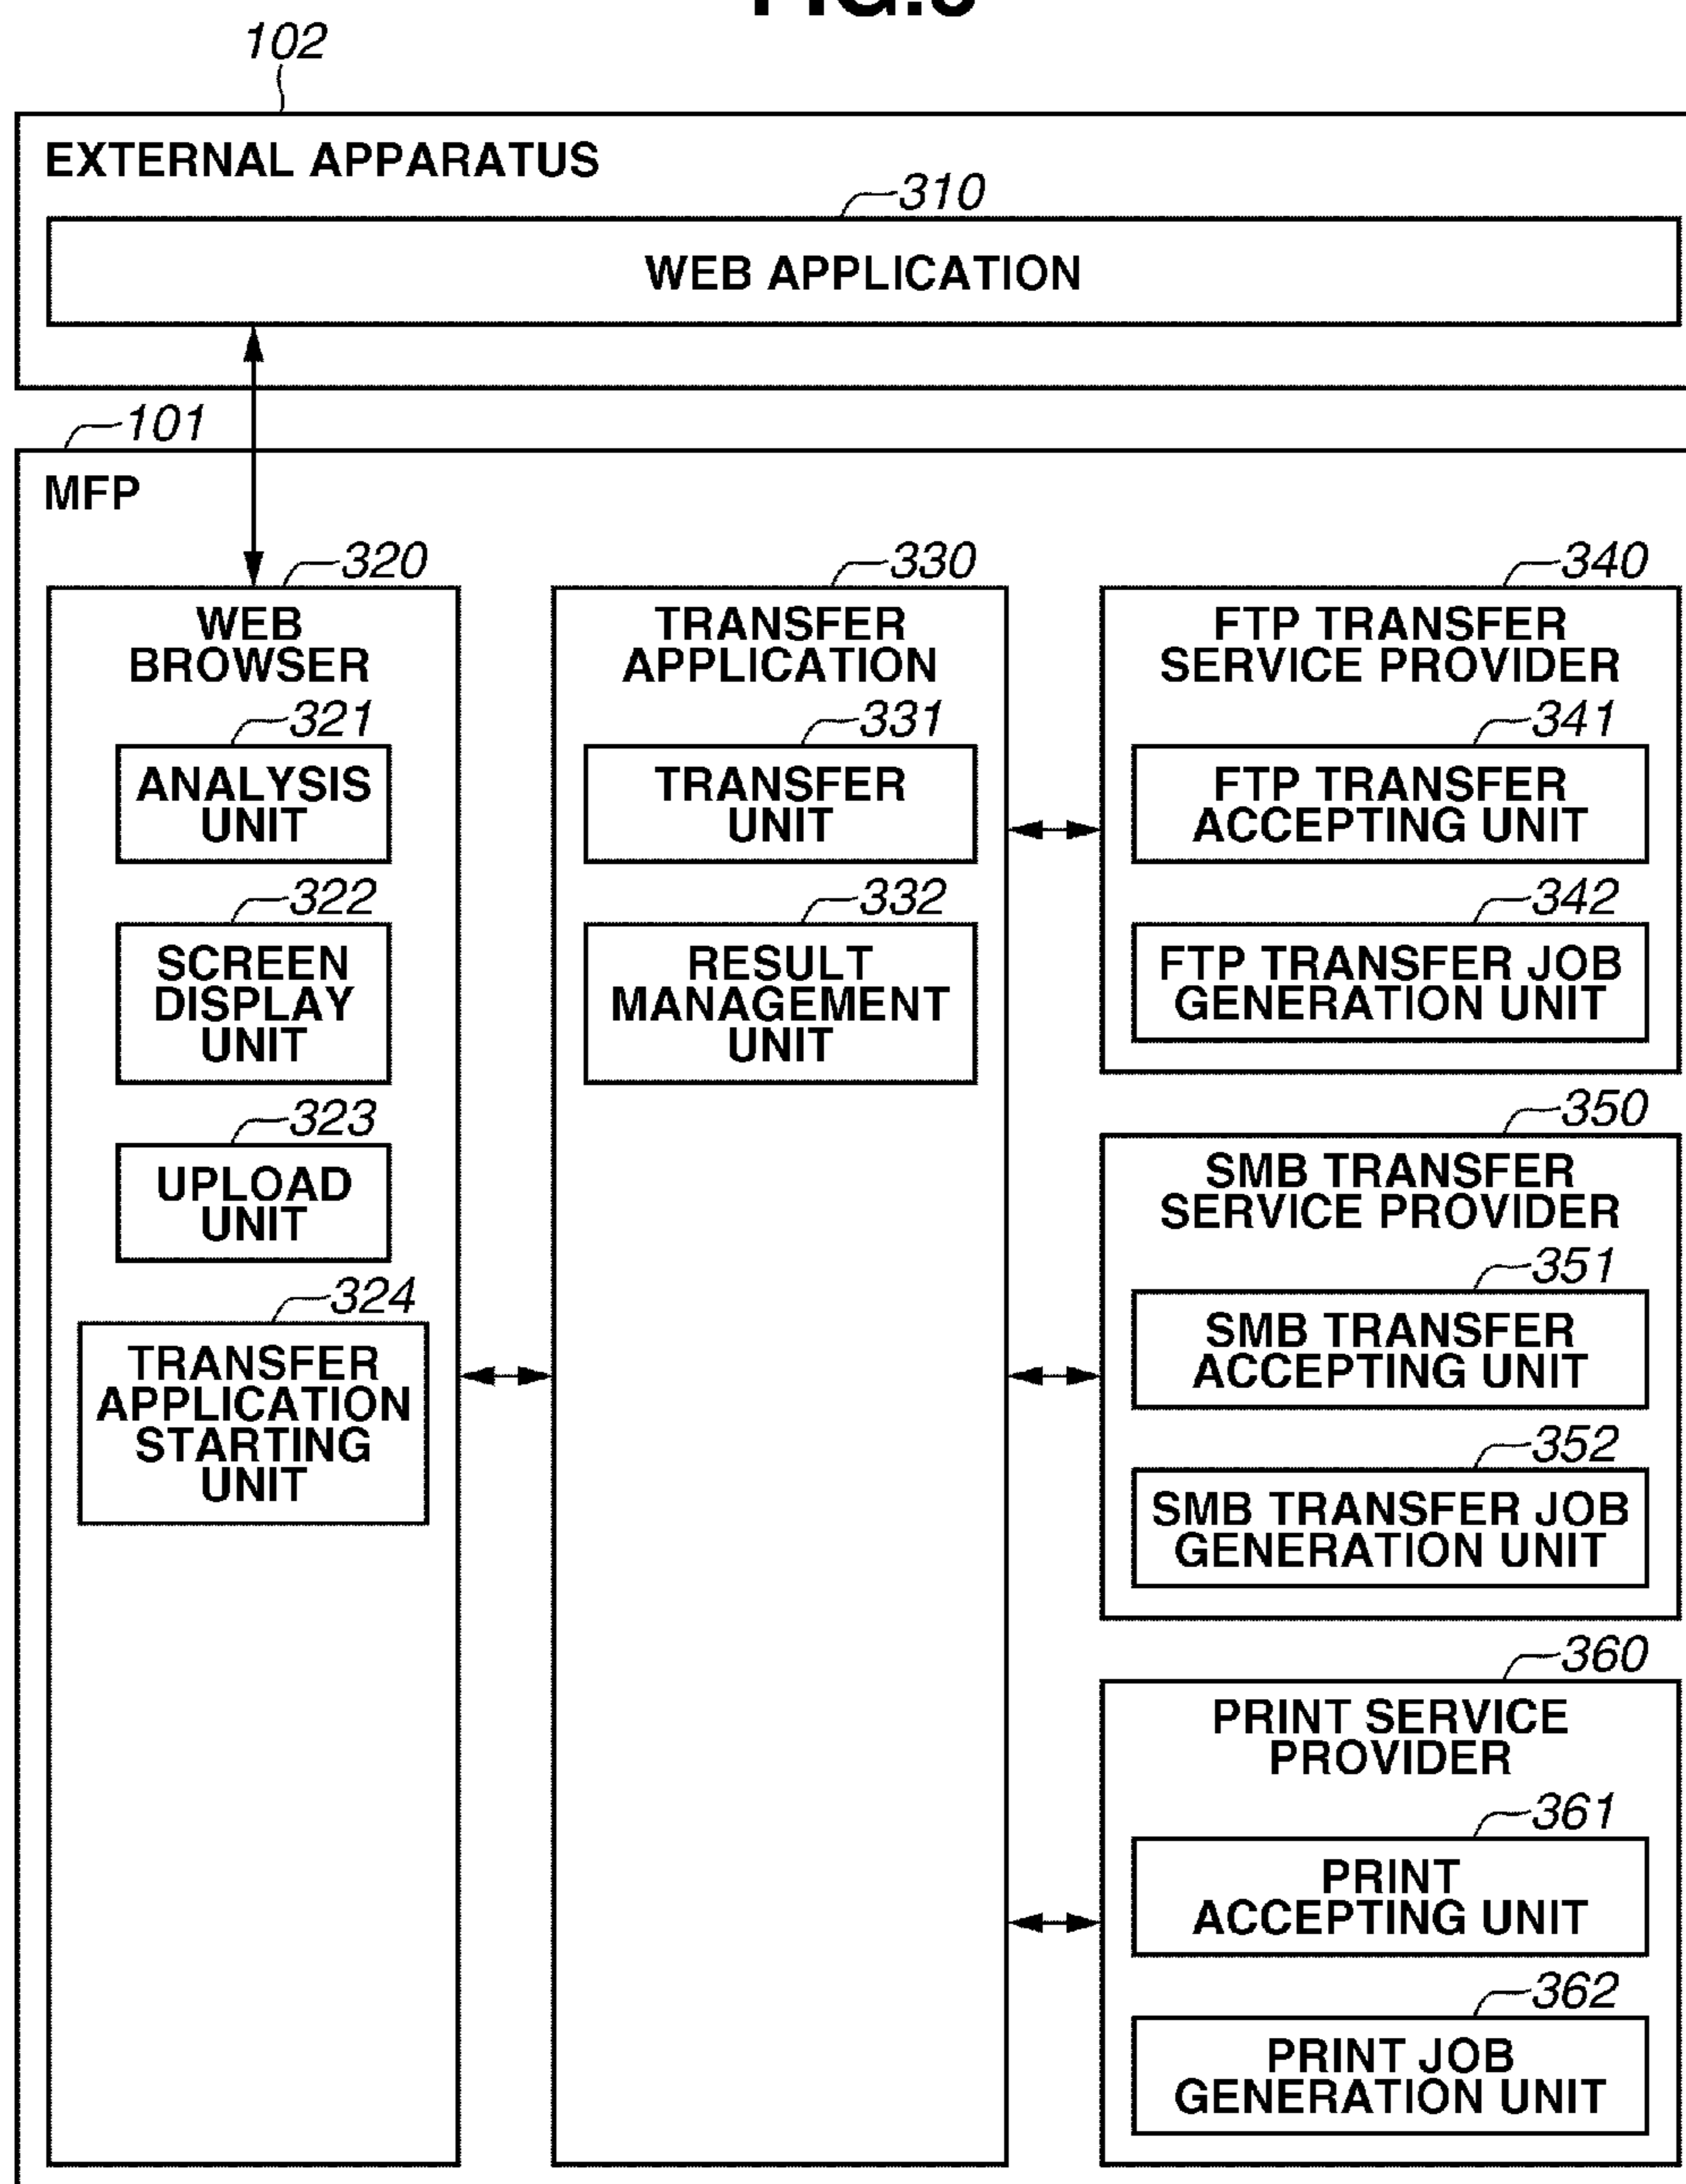 102
EXTERNAL APPARATUS
310
WEB APPLICATION
101
MFP
320
WEB
BROWSER
321
ANALYSIS
UNIT
322
SCREEN
DISPLAY
UNIT
323
UPLOAD
UNIT
324
TRANSFER
APPLICATION
STARTING
UNIT
330
TRANSFER
APPLICATION
331
TRANSFER
UNIT
332
RESULT
MANAGEMENT
UNIT
340
FTP TRANSFER
SERVICE PROVIDER
341
FTP TRANSFER
ACCEPTING UNIT
342
FTP TRANSFER JOB
GENERATION UNIT
350
SMB TRANSFER
SERVICE PROVIDER
351
SMB TRANSFER
ACCEPTING UNIT
352
SMB TRANSFER JOB
GENERATION UNIT
360
PRINT SERVICE
PROVIDER
361
PRINT
ACCEPTING UNIT
362
PRINT JOB
GENERATION UNIT